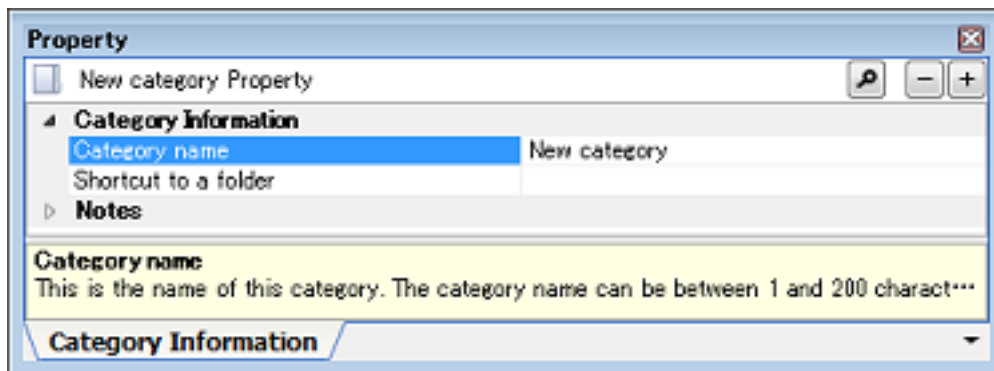 Property
New category Property
Category Information
Category name New category
Shortcut to a folder
Notes
Category name
This is the name of this category. The category name can be between 1 and 200 charact···
Category Information